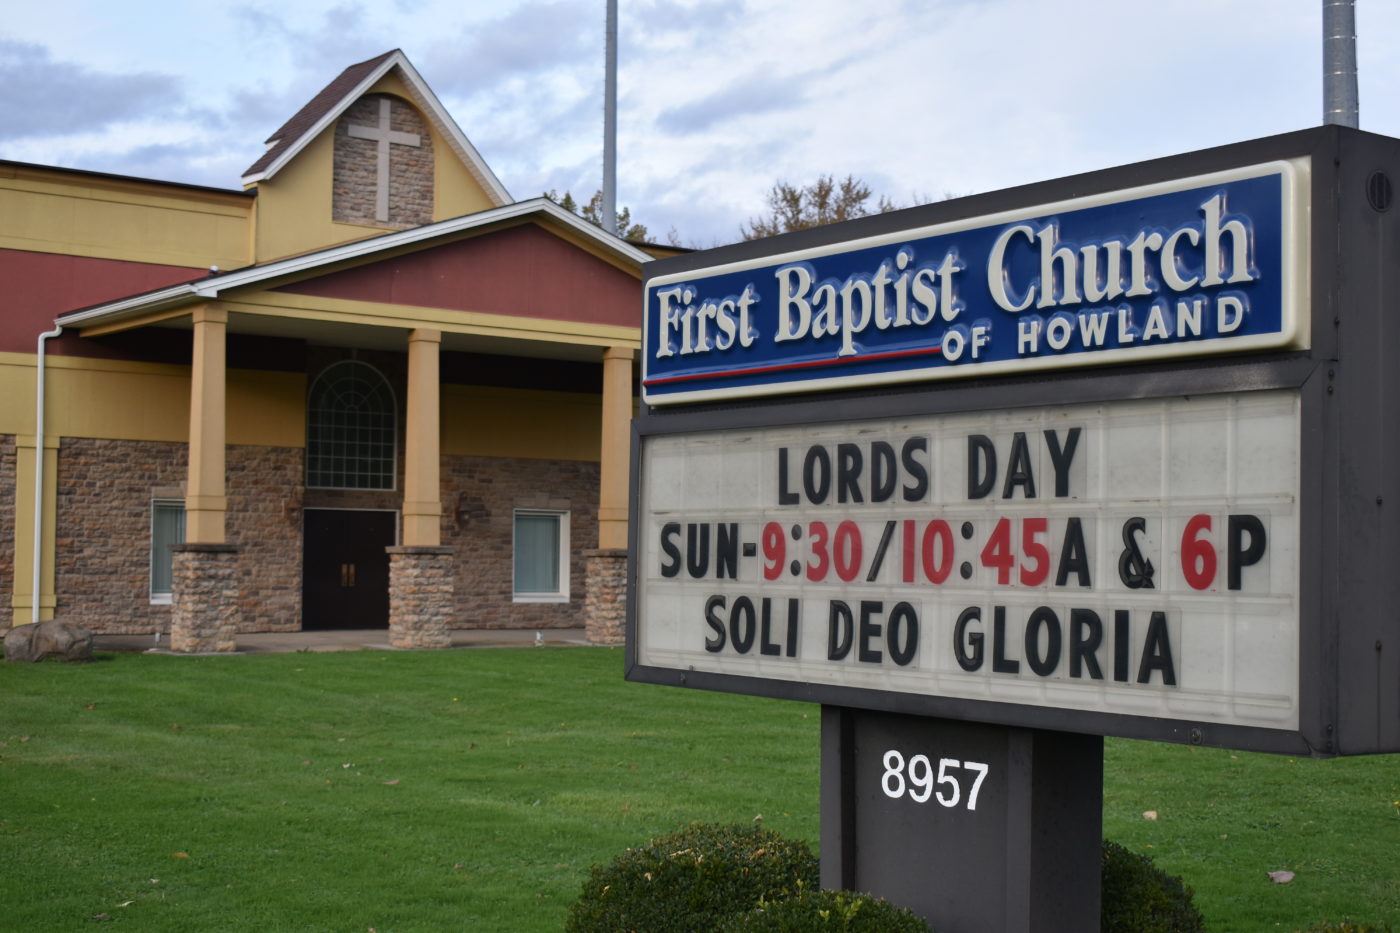 First Baptist Church
OF HOWLAND
LORDS DAY
SUN-9:30/10:45A & 6P
SOLI DEO GLORIA
8957